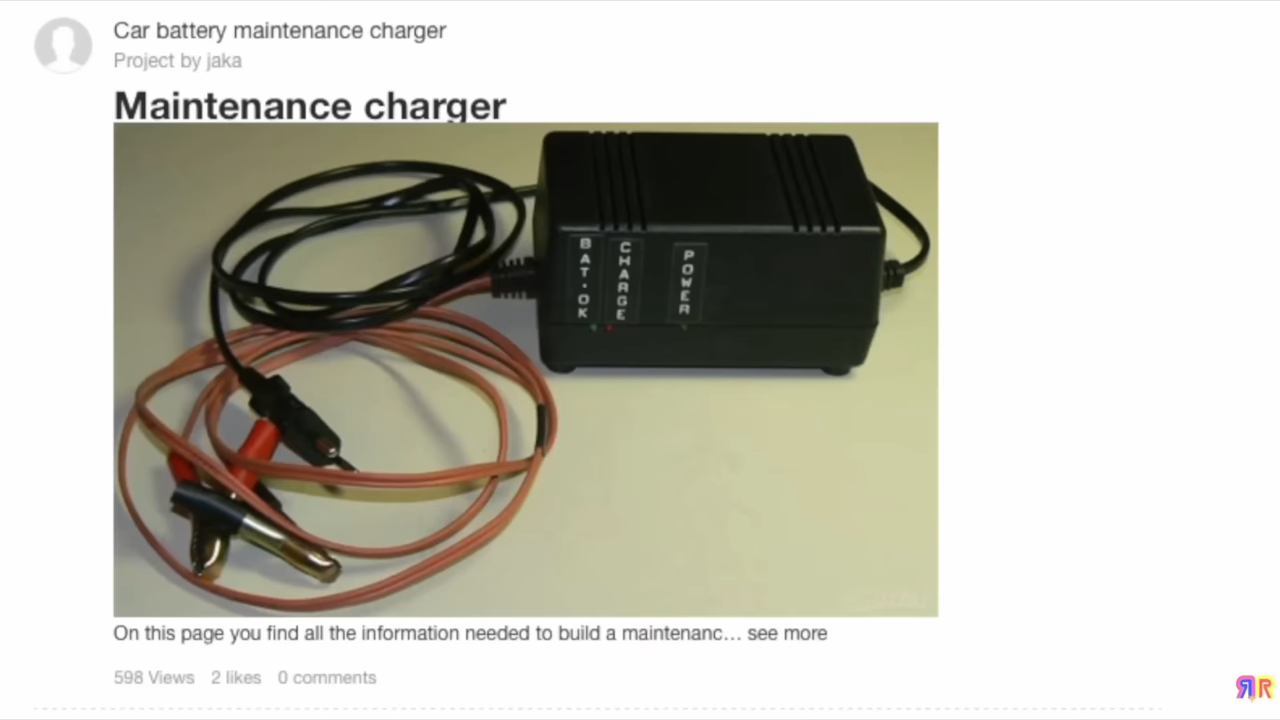 Car battery maintenance charger
Project by jaka
Maintenance charger
BAT.OK
CHARGE
POWER
On this page you find all the information needed to build a maintenanc... see more
598 Views 2 likes 0 comments